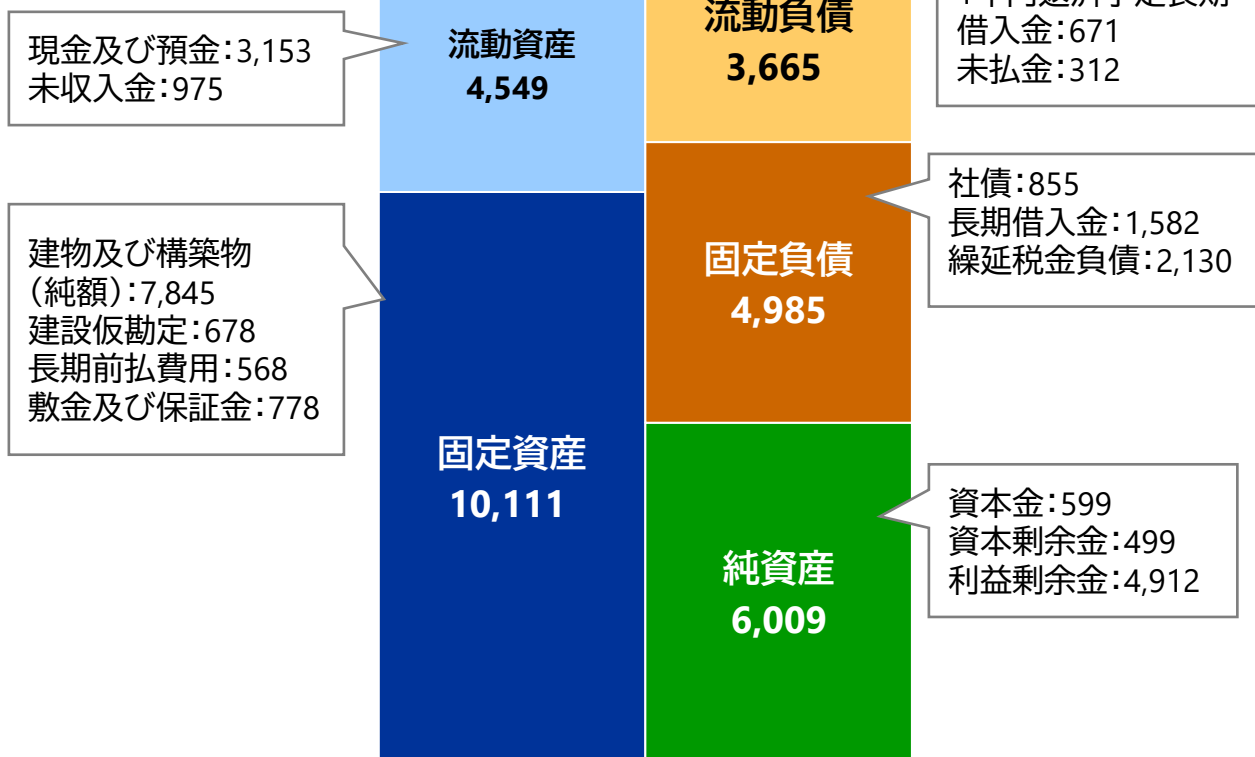 現金及び預金：3,153
未収入金：975
流動資産
4,549
流動負債
3,665
借入金：671
未払金：312
社債：855
長期借入金：1,582
繰延税金負債：2,130
建物及び構築物
（純額）：7,845
建設仮勘定：678
長期前払費用：568
敷金及び保証金：778
固定負債
4,985
固定資産
10,111
純資産
6,009
資本金：599
資本剰余金：499
利益剰余金：4,912